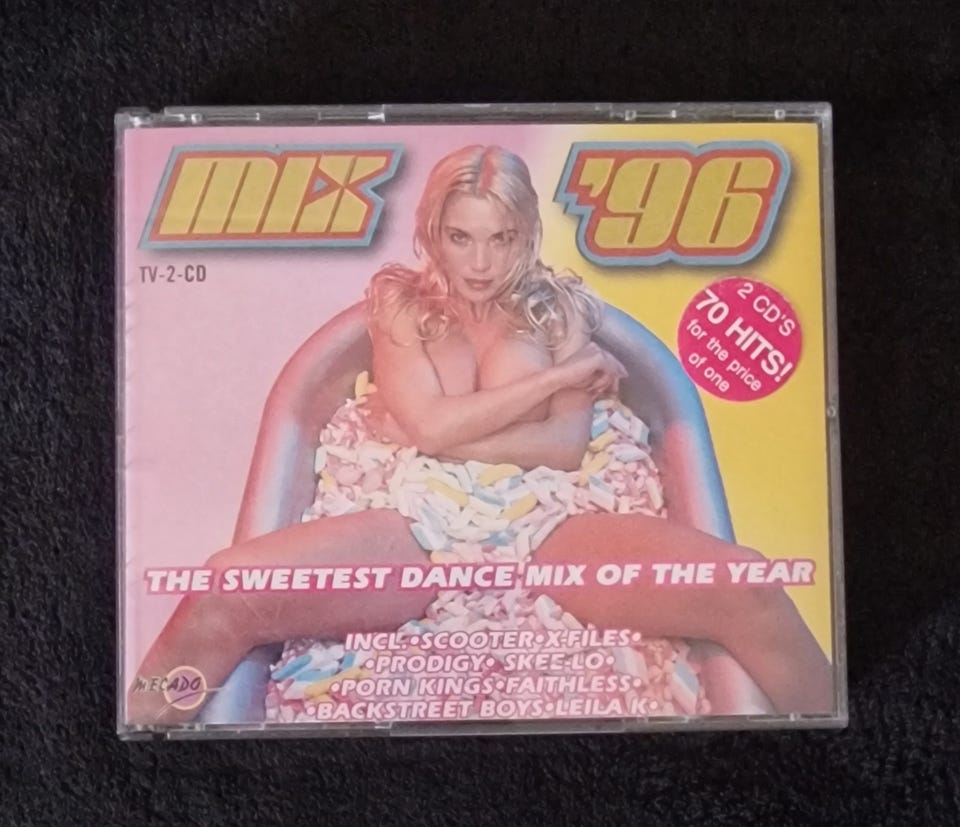 MIX '96
TV-2-CD
2 CD'S
70 HITS!
for the price
of one
THE SWEETEST DANCE MIX OF THE YEAR
INCL.•SCOOTER•X-FILES•
•PRODIGY• SKEE-LO•
•PORN KINGS•FAITHLESS•
•BACKSTREET BOYS•LEILA K•
MECADO